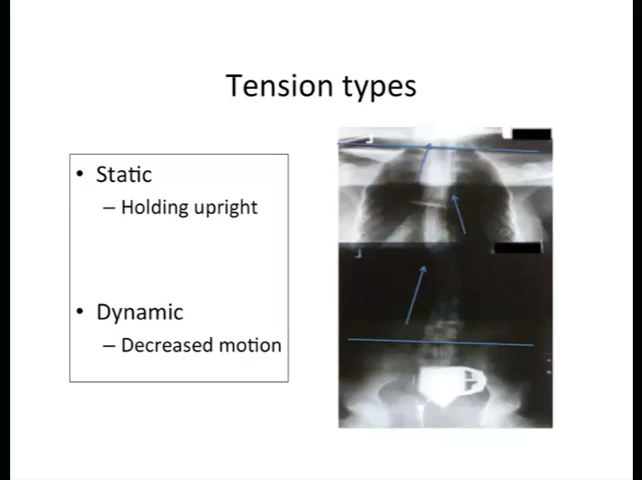 Tension types
• Static
– Holding upright
• Dynamic
– Decreased motion